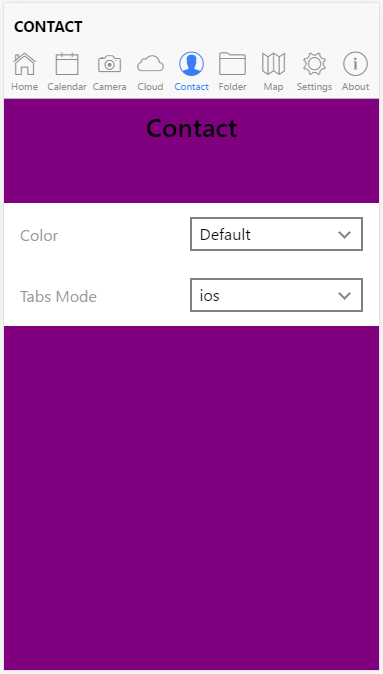 CONTACT
Home Calendar Camera Cloud Contact Folder Map Settings About
Contact
Color Default
Tabs Mode ios